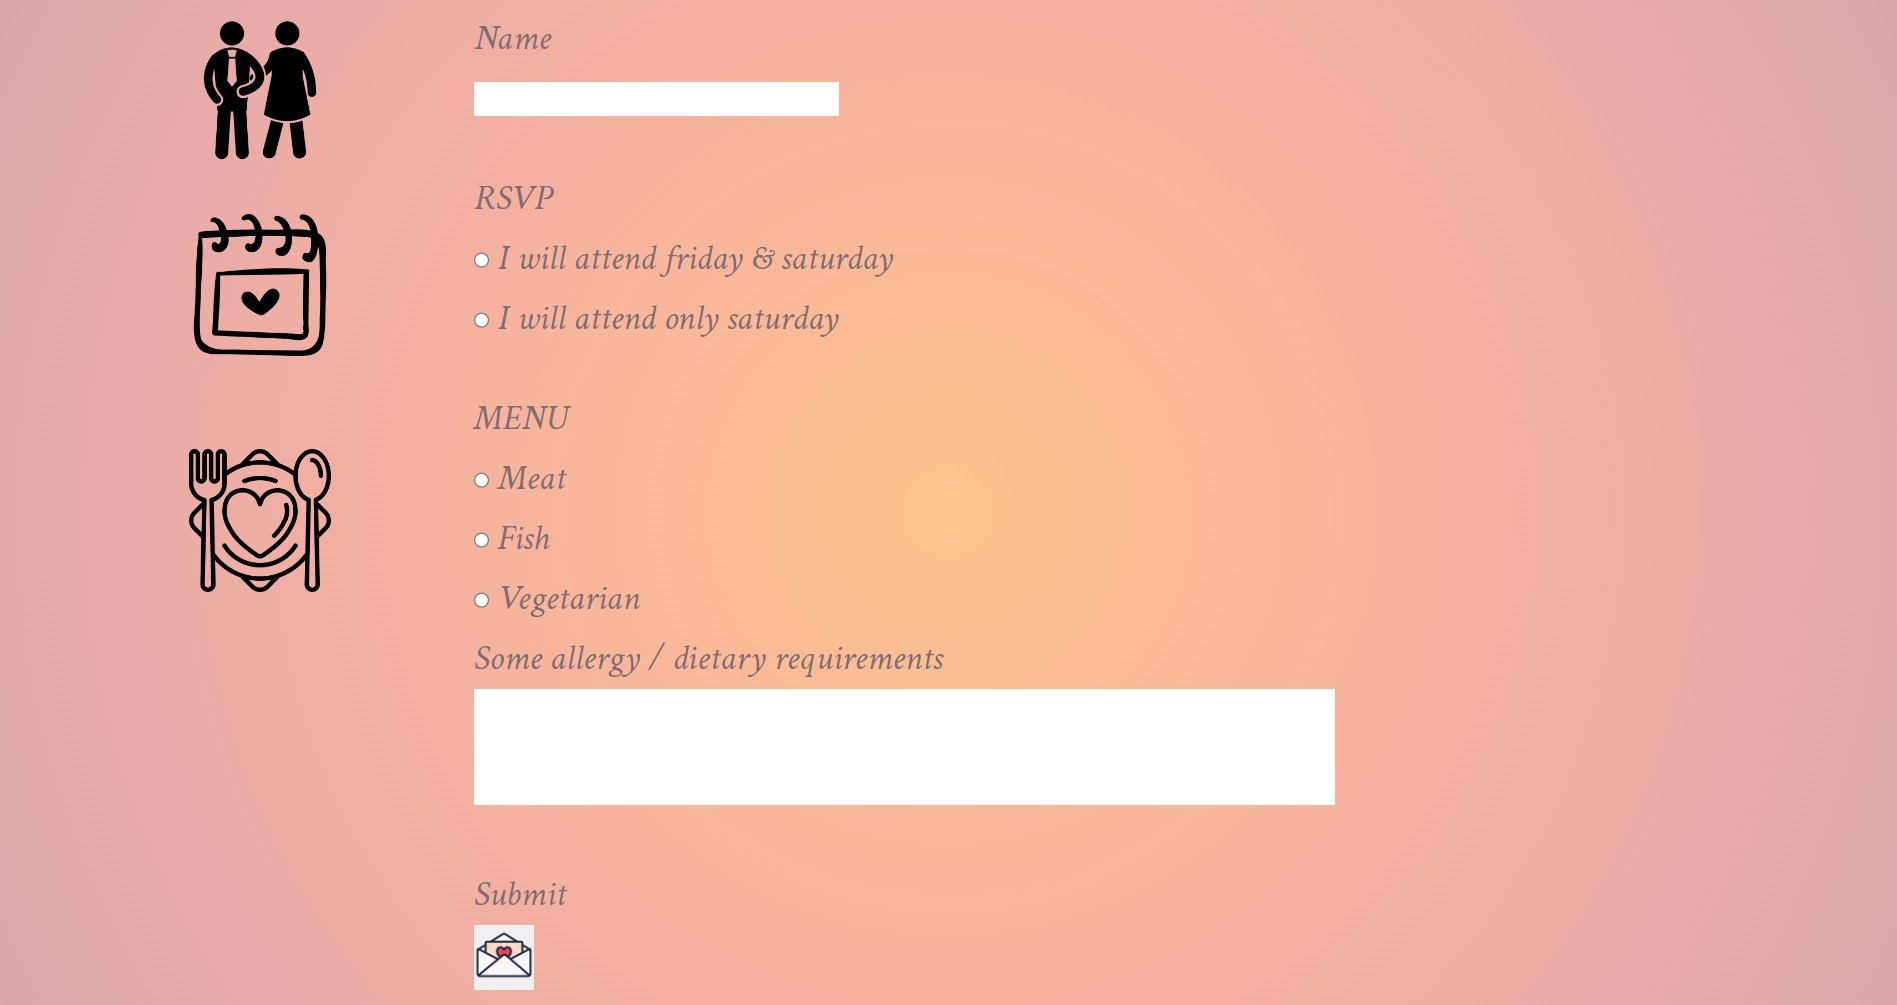 Name
RSVP
I will attend friday & saturday
I will attend only saturday
MENU
Meat
Fish
Vegetarian
Some allergy / dietary requirements
Submit